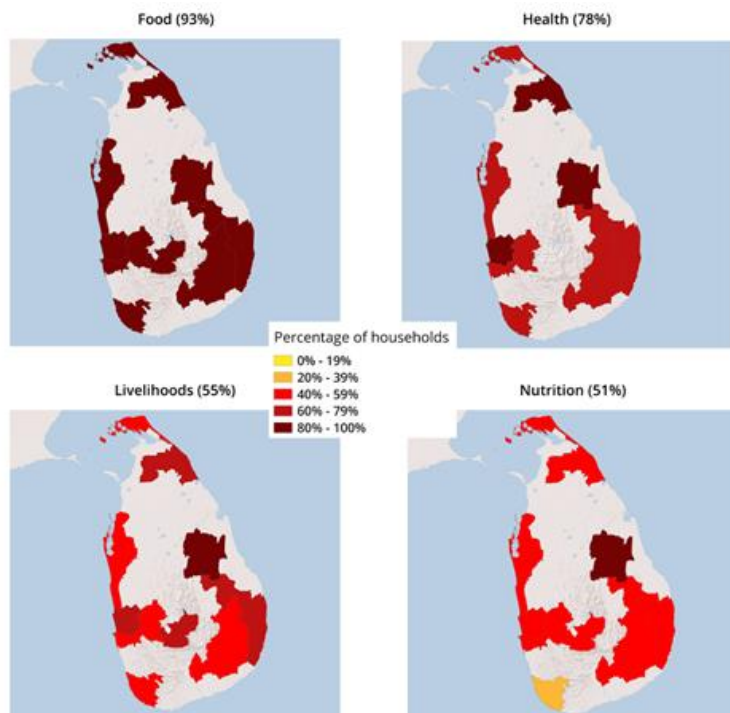 Food (93%)
Health (78%)
Percentage of households
0% - 19%
20% - 39%
40% - 59%
60% - 79%
80% - 100%
Livelihoods (55%)
Nutrition (51%)